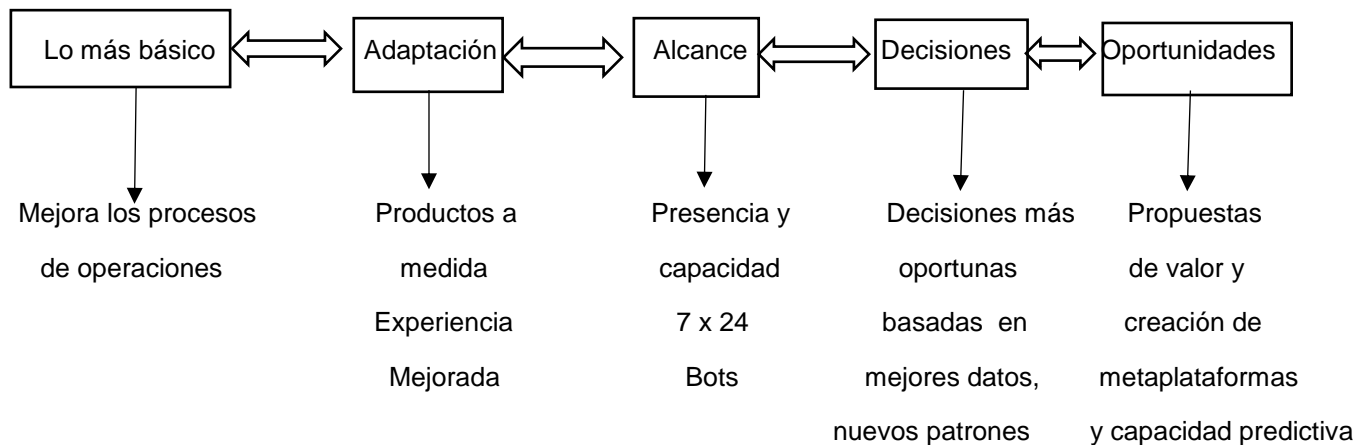 Lo más básico
Adaptación
Alcance
Decisiones
Oportunidades
Mejora los procesos
de operaciones
Productos a
medida
Experiencia
Mejorada
Presencia y
capacidad
7 x 24
Bots
Decisiones más
oportunas
basadas en
mejores datos,
nuevos patrones
Propuestas
de valor y
creación de
metaplataformas
y capacidad predictiva